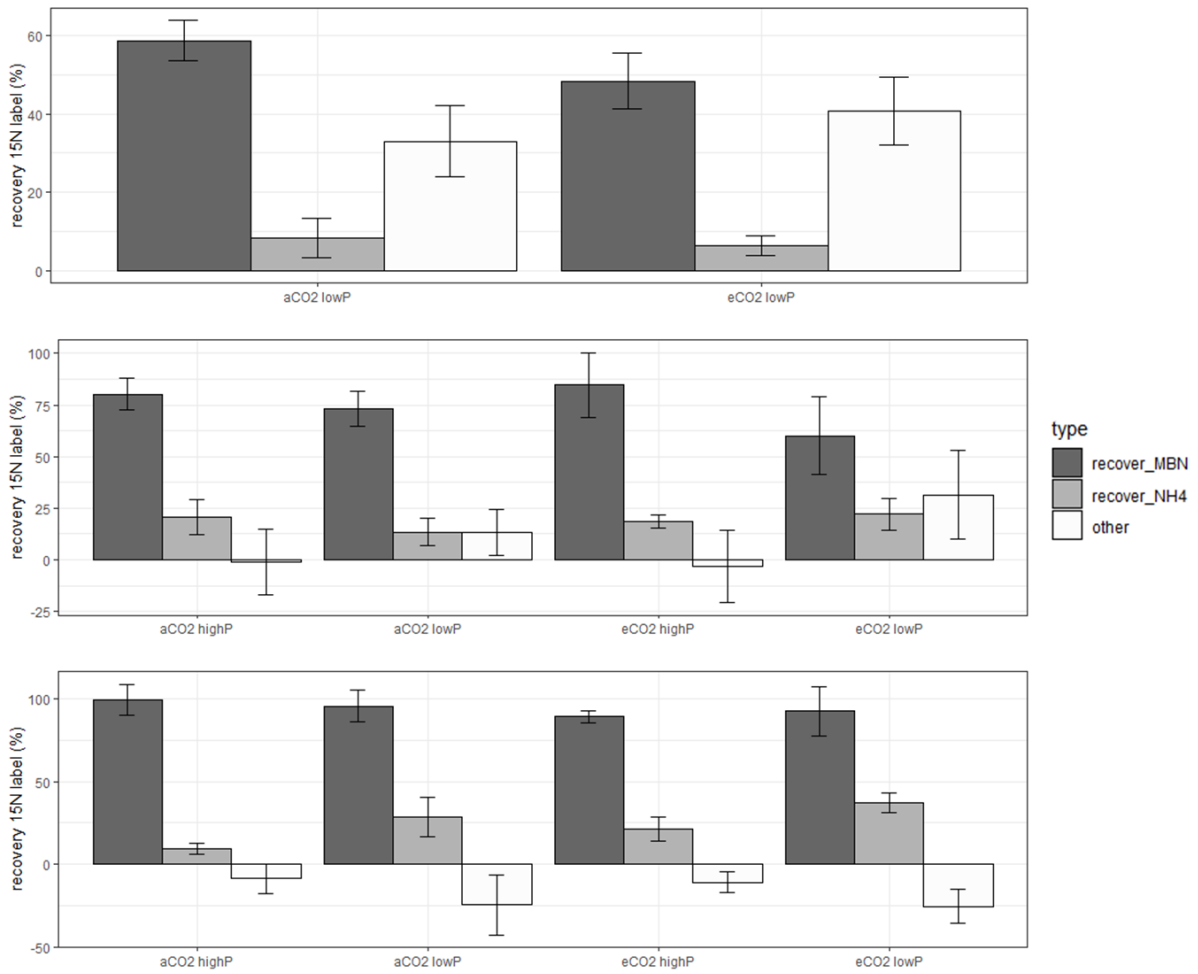 recovery 15N label (%)
60
40
20
0
aCO2 lowP
eCO2 lowP
recovery 15N label (%)
100
75
50
25
0
-25
aCO2 highP
aCO2 lowP
eCO2 highP
eCO2 lowP
type
recover_MBN
recover_NH4
other
recovery 15N label (%)
100
50
0
-50
aCO2 highP
aCO2 lowP
eCO2 highP
eCO2 lowP